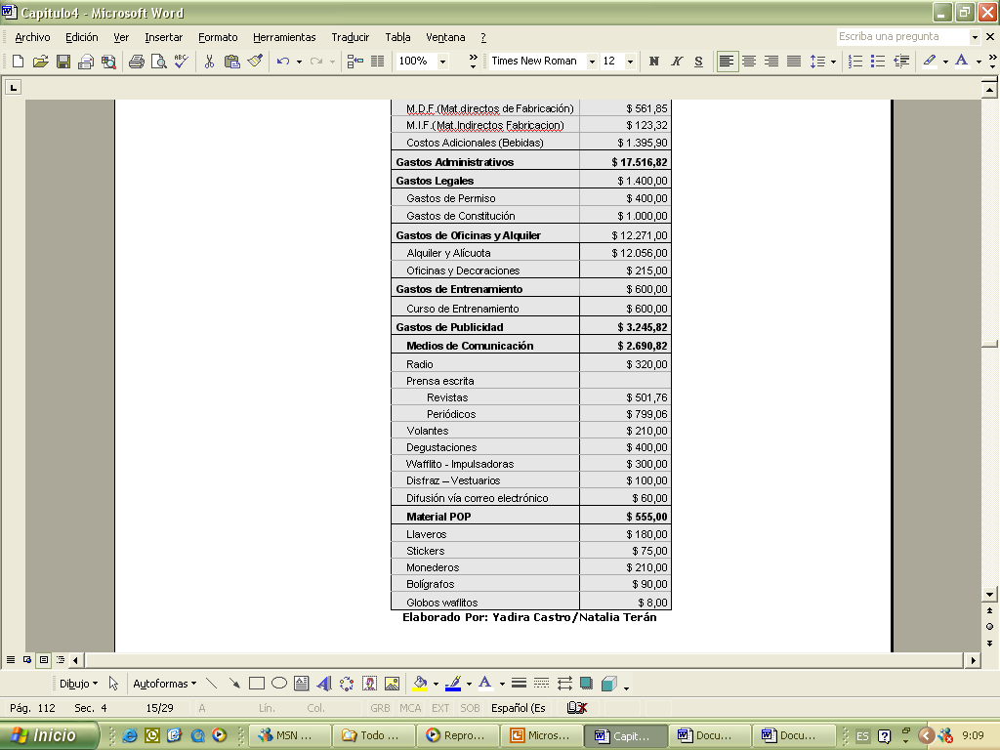 Capitulo4 - Microsoft Word
Archivo Edición Ver Insertar Formato Herramientas Traducir Tabla Ventana ? Escriba una pregunta
100% Times New Roman 12 N K S
M.D.F.(Mat.directos de Fabricación) $ 561,85
M.I.F.(Mat.Indirectos Fabricacion) $ 123,32
Costos Adicionales (Bebidas) $ 1.395,90
Gastos Administrativos $ 17.516,82
Gastos Legales $ 1.400,00
Gastos de Permiso $ 400,00
Gastos de Constitución $ 1.000,00
Gastos de Oficinas y Alquiler $ 12.271,00
Alquiler y Alícuota $ 12.056,00
Oficinas y Decoraciones $ 215,00
Gastos de Entrenamiento $ 600,00
Curso de Entrenamiento $ 600,00
Gastos de Publicidad $ 3.245,82
Medios de Comunicación $ 2.690,82
Radio $ 320,00
Prensa escrita
Revistas $ 501,76
Periódicos $ 799,06
Volantes $ 210,00
Degustaciones $ 400,00
Wafflito - Impulsadoras $ 300,00
Disfraz – Vestuarios $ 100,00
Difusión vía correo electrónico $ 60,00
Material POP $ 555,00
Llaveros $ 180,00
Stickers $ 75,00
Monederos $ 210,00
Bolígrafos $ 90,00
Globos waflitos $ 8,00
Elaborado Por: Yadira Castro/Natalia Terán
Dibujo Autoformas
Pág. 112 Sec. 4 15/29 A Lín. Col. GRB MCA EXT SOB Español (Es
Inicio MSN ... Todo ... Repro... Micros... Capit... Docu... Docu... ES 9:09